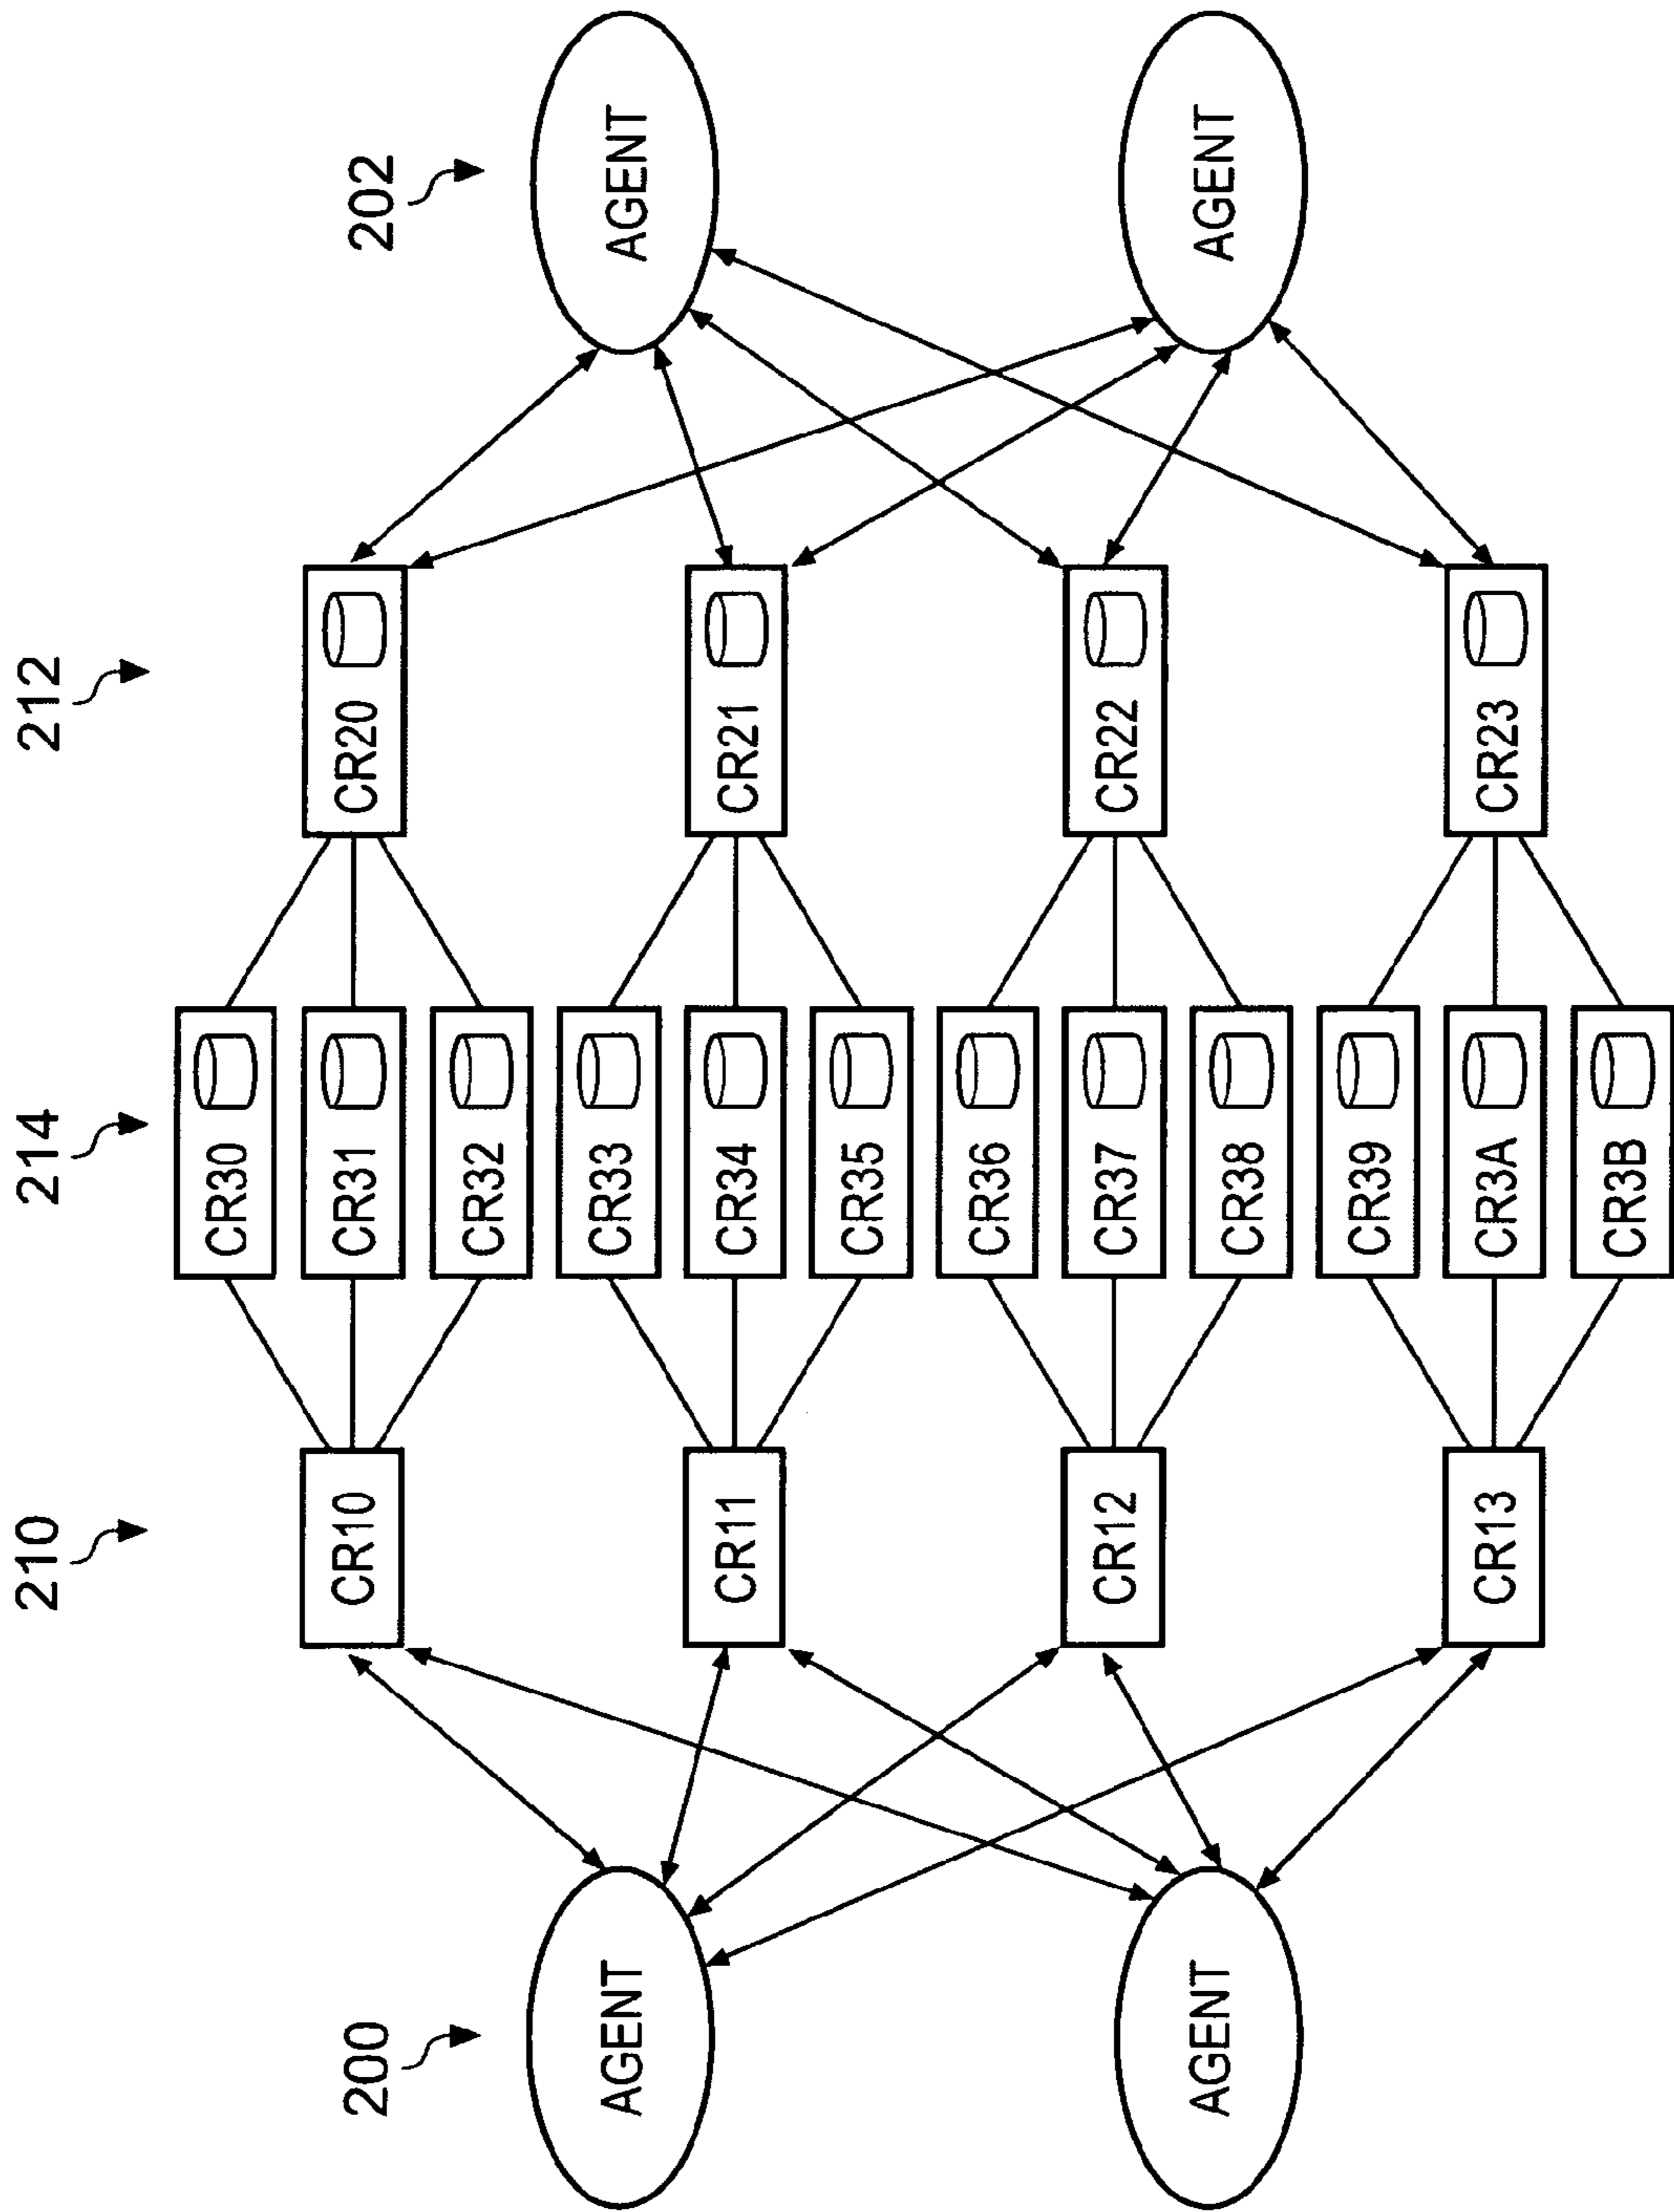 210
214
212
200
202
AGENT
AGENT
CR10
CR11
CR12
CR13
CR30
CR31
CR32
CR33
CR34
CR35
CR36
CR37
CR38
CR39
CR3A
CR3B
CR20
CR21
CR22
CR23
AGENT
AGENT